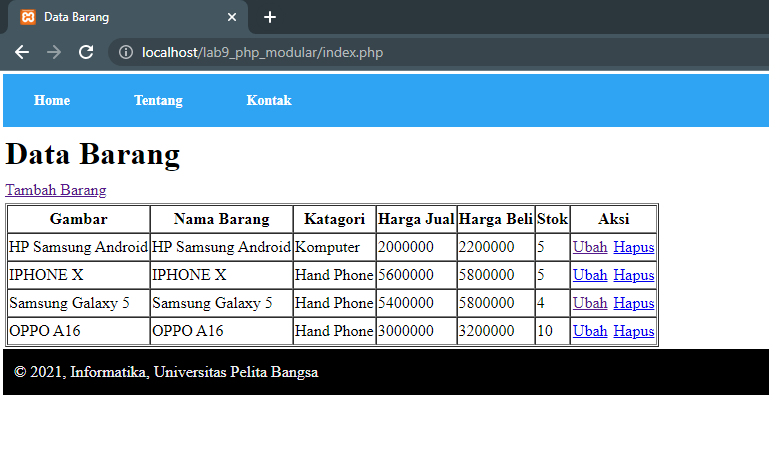 Data Barang
localhost/lab9_php_modular/index.php
Home Tentang Kontak
Data Barang
Tambah Barang
Gambar Nama Barang Katagori Harga Jual Harga Beli Stok Aksi
HP Samsung Android HP Samsung Android Komputer 2000000 2200000 5 Ubah Hapus
IPHONE X IPHONE X Hand Phone 5600000 5800000 5 Ubah Hapus
Samsung Galaxy 5 Samsung Galaxy 5 Hand Phone 5400000 5800000 4 Ubah Hapus
OPPO A16 OPPO A16 Hand Phone 3000000 3200000 10 Ubah Hapus
© 2021, Informatika, Universitas Pelita Bangsa